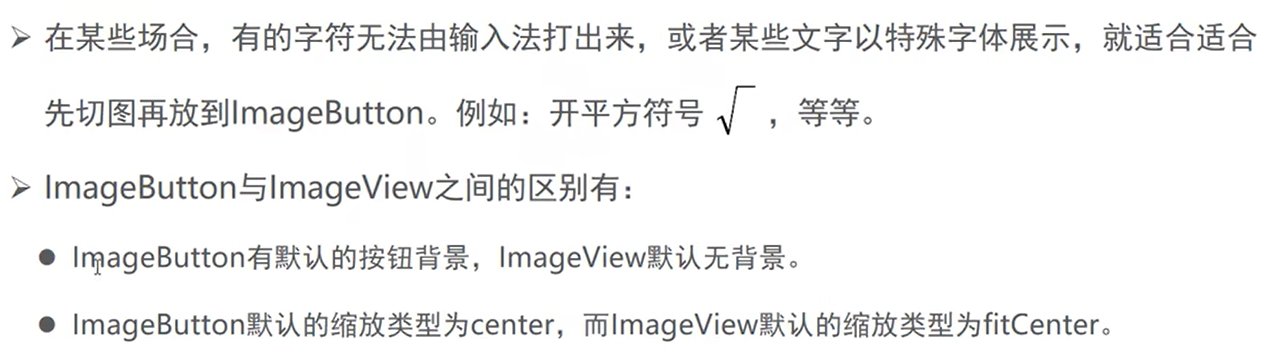 ➢ 在某些场合，有的字符无法由输入法打出来，或者某些文字以特殊字体展示，就适合适合
先切图再放到ImageButton。例如：开平方符号 √ ，等等。
➢ ImageButton与ImageView之间的区别有：
● ImageButton有默认的按钮背景，ImageView默认无背景。
● ImageButton默认的缩放类型为center，而ImageView默认的缩放类型为fitCenter。